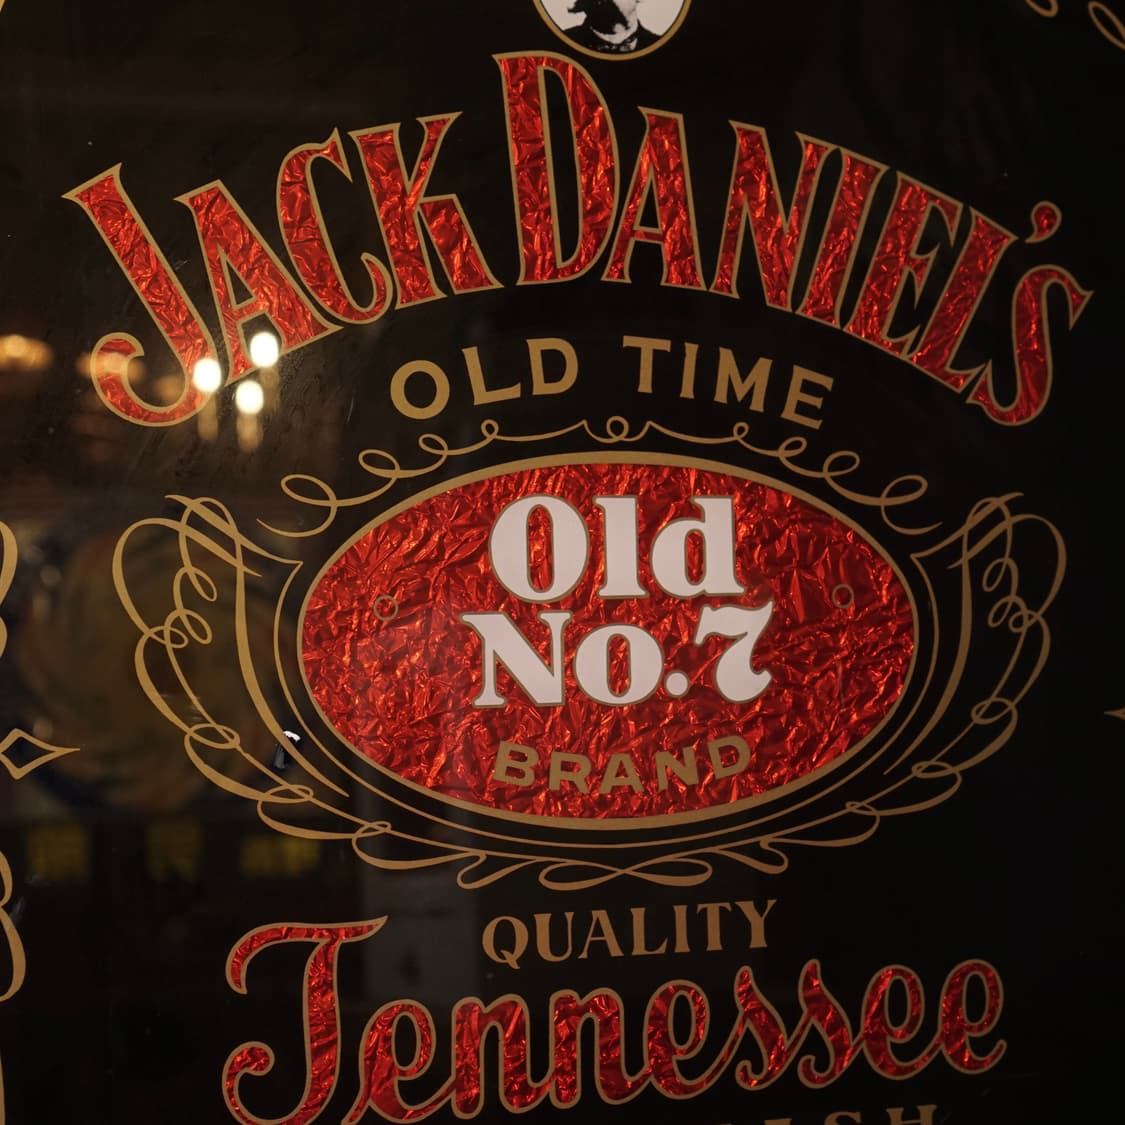 JACK DANIEL'S
OLD TIME
Old
No.7
BRAND
QUALITY
Tennessee